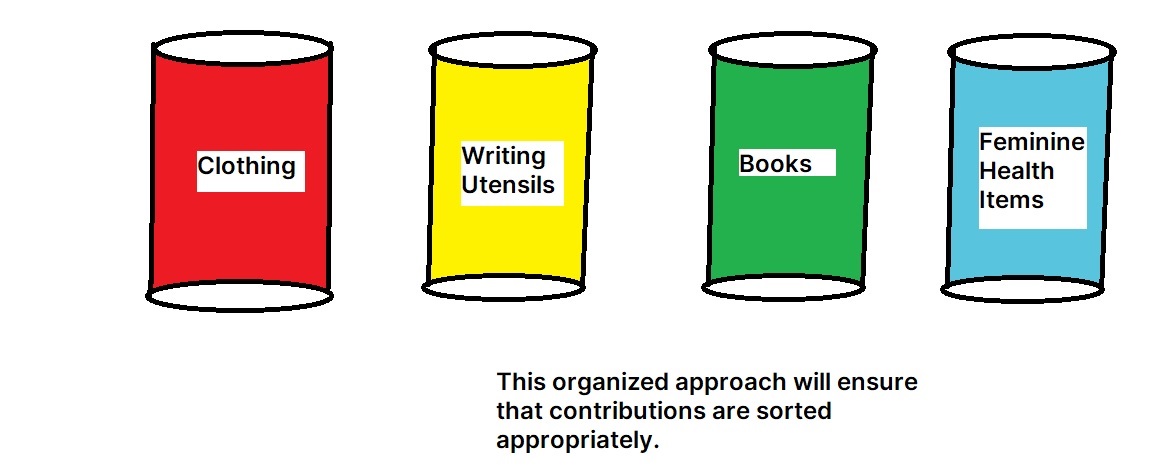 Clothing
Writing
Utensils
Books
Feminine
Health
Items
This organized approach will ensure
that contributions are sorted
appropriately.